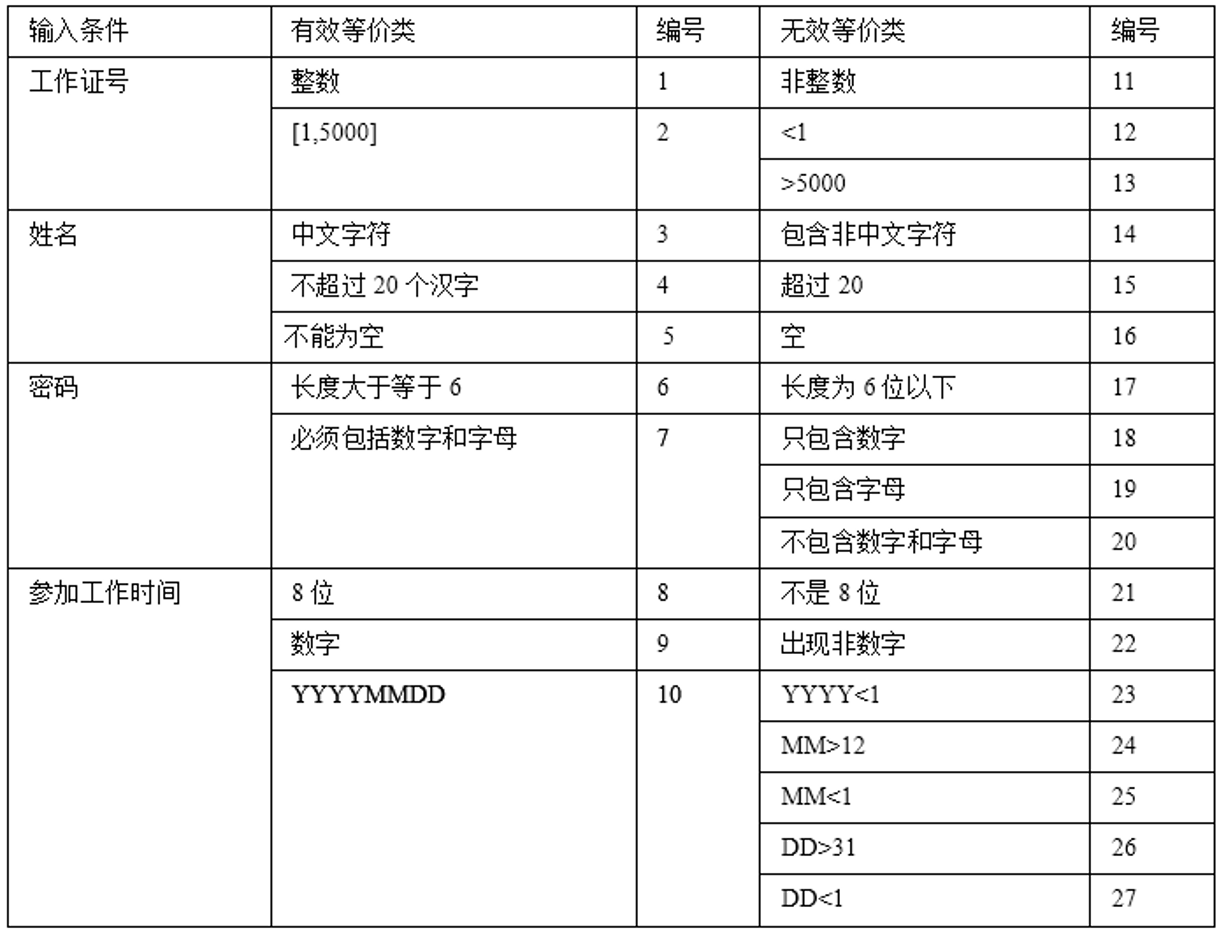 输入条件 有效等价类 编号 无效等价类 编号
工作证号 整数 1 非整数 11
[1,5000] 2 <1 12
>5000 13
姓名 中文字符 3 包含非中文字符 14
不超过 20 个汉字 4 超过 20 15
不能为空 5 空 16
密码 长度大于等于 6 6 长度为 6 位以下 17
必须包括数字和字母 7 只包含数字 18
只包含字母 19
不包含数字和字母 20
参加工作时间 8 位 8 不是 8 位 21
数字 9 出现非数字 22
YYYYMMDD 10 YYYY<1 23
MM>12 24
MM<1 25
DD>31 26
DD<1 27